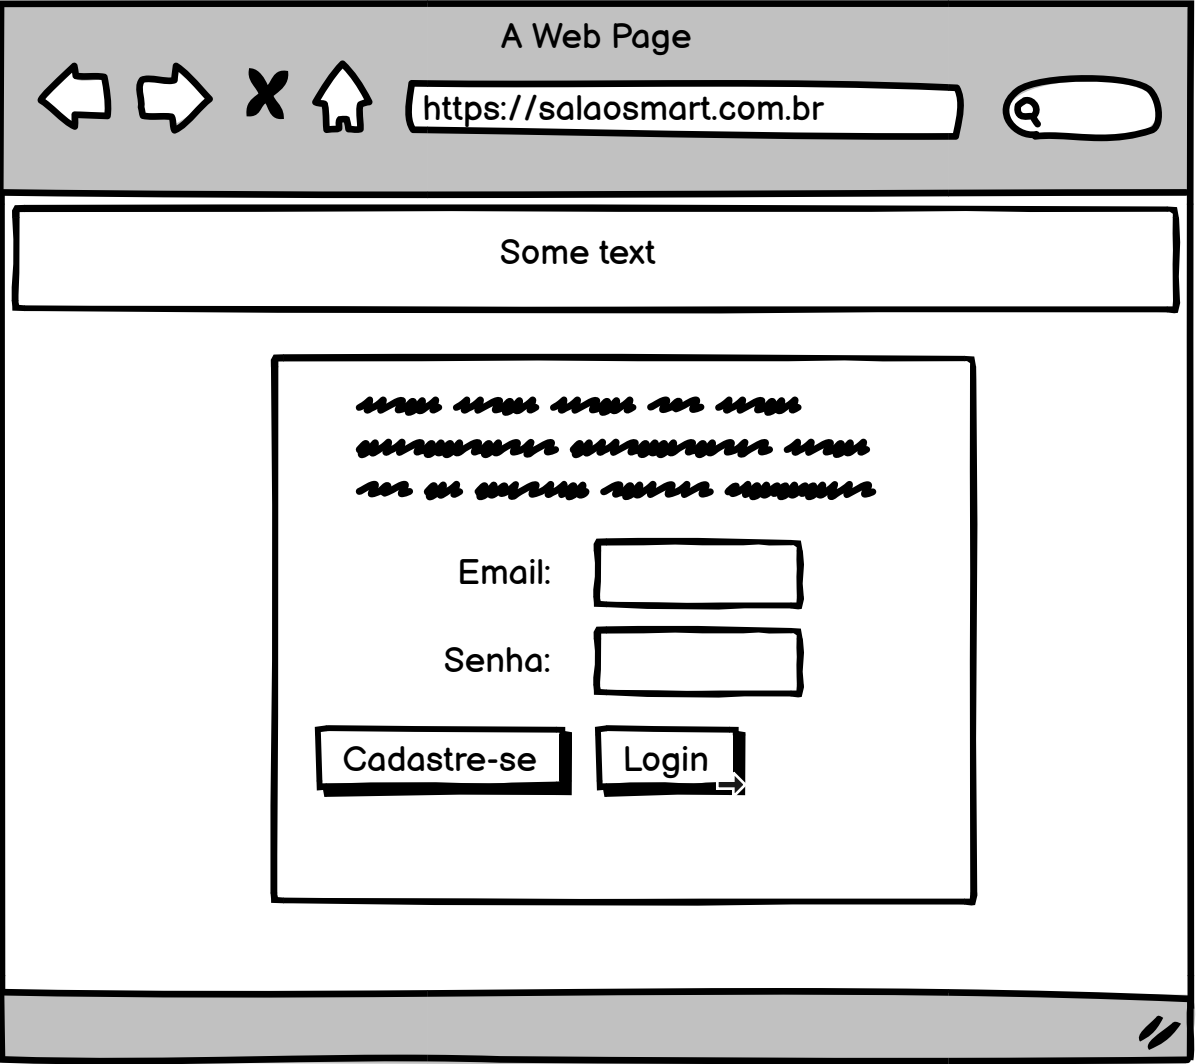 A Web Page
https://salaosmart.com.br
Some text
Email:
Senha:
Cadastre-se
Login